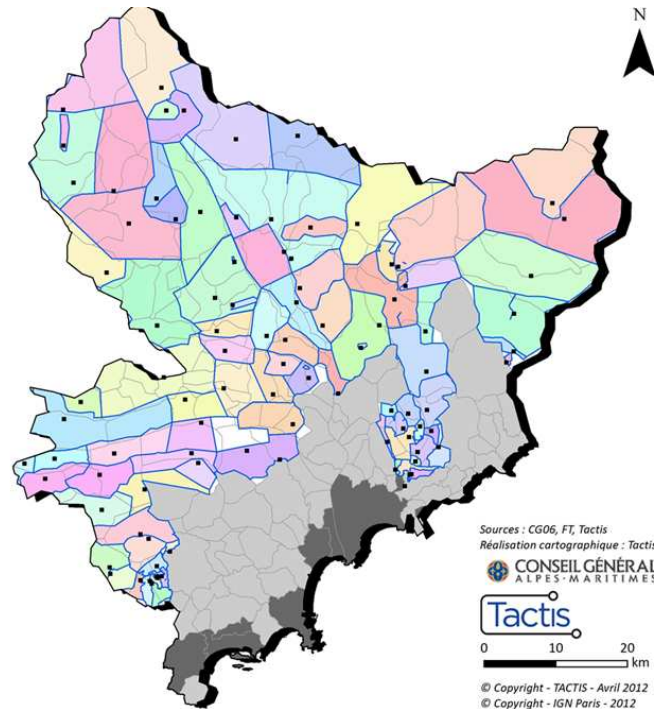 N
Sources : CG06, FT, Tactis
Réalisation cartographique : Tactis
CONSEIL GÉNÉRAL
ALPES-MARITIMES
Tactis
0 10 20
km
© Copyright - TACTIS - Avril 2012
© Copyright - IGN Paris - 2012